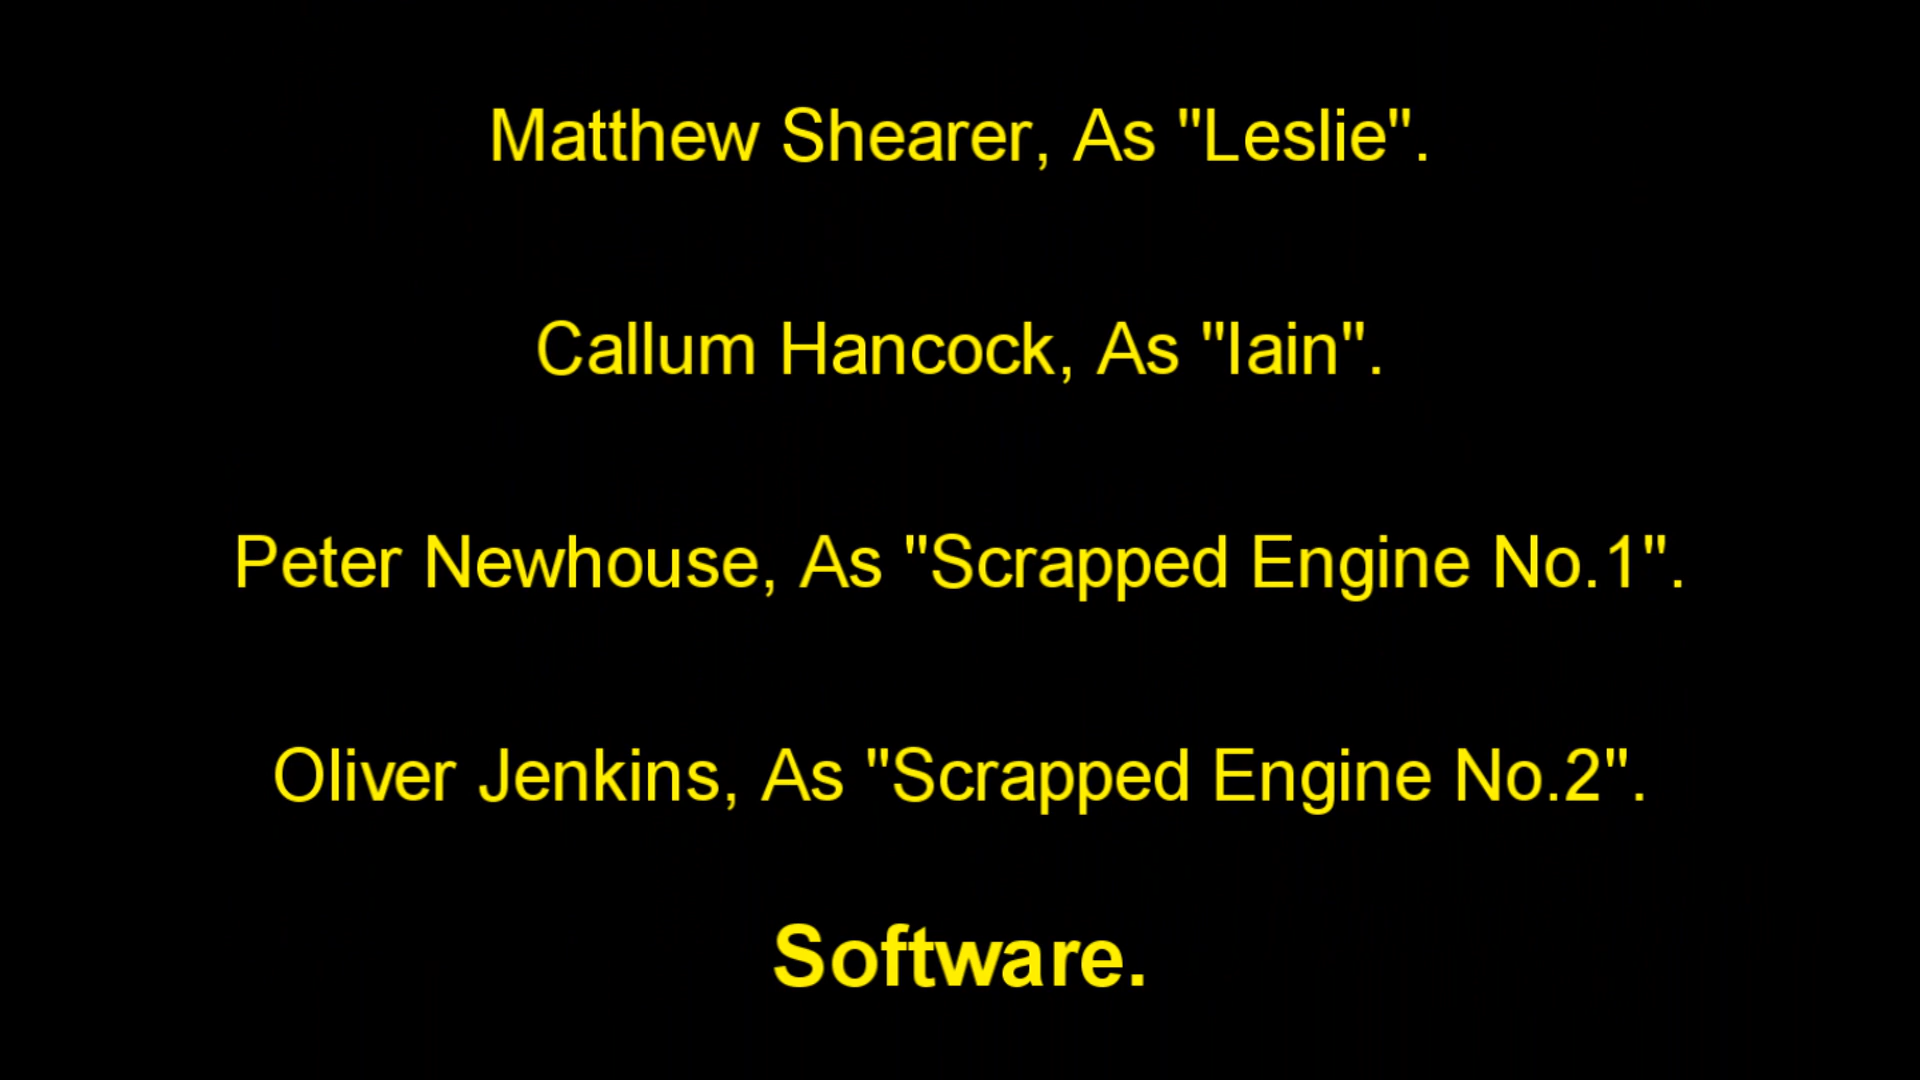 Matthew Shearer, As "Leslie".
Callum Hancock, As "Iain".
Peter Newhouse, As "Scrapped Engine No.1".
Oliver Jenkins, As "Scrapped Engine No.2".
Software.